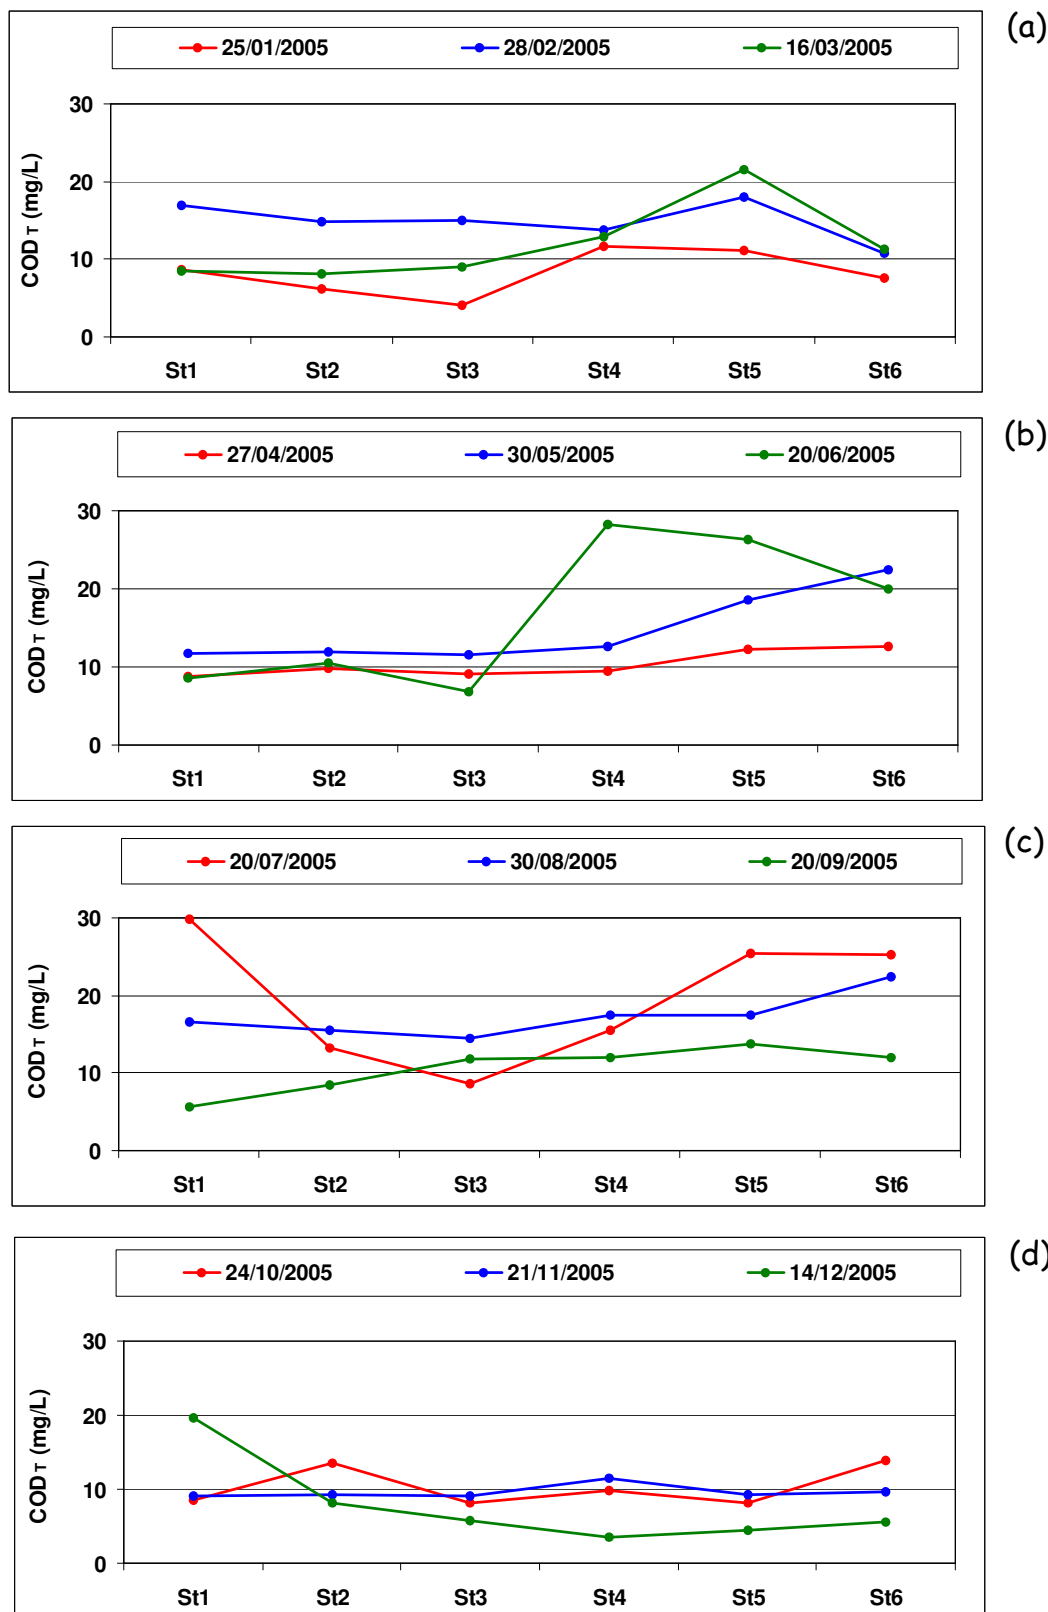 (a)
25/01/2005 28/02/2005 16/03/2005
30
20
10
0
COD T (mg/L)
St1 St2 St3 St4 St5 St6
(b)
27/04/2005 30/05/2005 20/06/2005
30
20
10
0
COD T (mg/L)
St1 St2 St3 St4 St5 St6
(c)
20/07/2005 30/08/2005 20/09/2005
30
20
10
0
COD T (mg/L)
St1 St2 St3 St4 St5 St6
(d)
24/10/2005 21/11/2005 14/12/2005
30
20
10
0
COD T (mg/L)
St1 St2 St3 St4 St5 St6